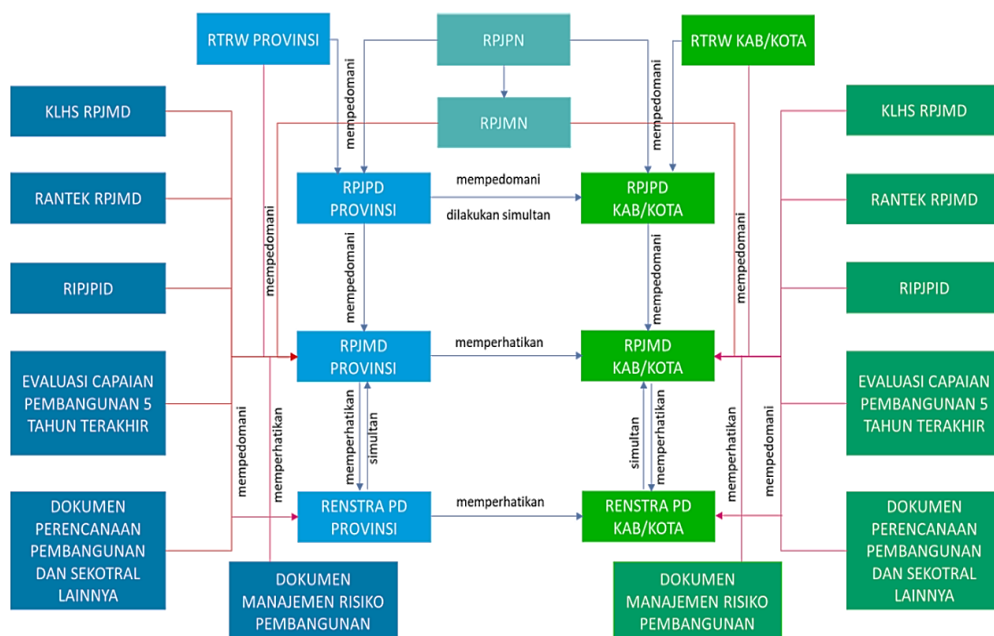 RTRW PROVINSI
RPJPN
RTRW KAB/KOTA
KLHS RPJMD
mempedomani
RPJMN
mempedomani
KLHS RPJMD
RANTEK RPJMD
RPJPD
PROVINSI
mempedomani
dilakukan simultan
RPJPD
KAB/KOTA
RANTEK RPJMD
mempedomani
mempedomani
mempedomani
mempedomani
RIPJPID
RIPJPID
RPJMD
PROVINSI
memperhatikan
RPJMD
KAB/KOTA
EVALUASI CAPAIAN
PEMBANGUNAN 5
TAHUN TERAKHIR
mempedomani
memperhatikan
memperhatikan
simultan
simultan
memperhatikan
memperhatikan
mempedomani
EVALUASI CAPAIAN
PEMBANGUNAN 5
TAHUN TERAKHIR
DOKUMEN
PERENCANAAN
PEMBANGUNAN
DAN SEKOTRAL
LAINNYA
RENSTRA PD
PROVINSI
memperhatikan
RENSTRA PD
KAB/KOTA
DOKUMEN
PERENCANAAN
PEMBANGUNAN
DAN SEKOTRAL
LAINNYA
DOKUMEN
MANAJEMEN RISIKO
PEMBANGUNAN
DOKUMEN
MANAJEMEN RISIKO
PEMBANGUNAN